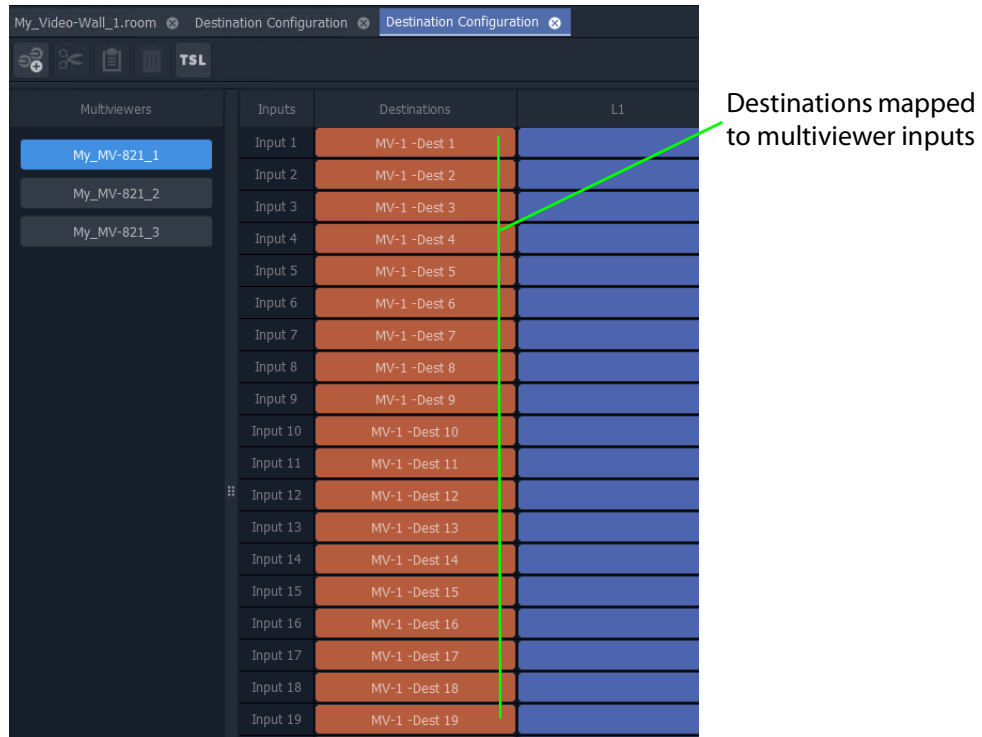 My_Video-Wall_1.room Destination Configuration Destination Configuration
TSL
Multiviewers Inputs Destinations L1
My_MV-821_1
My_MV-821_2
My_MV-821_3
Input 1 MV-1 -Dest 1
Input 2 MV-1 -Dest 2
Input 3 MV-1 -Dest 3
Input 4 MV-1 -Dest 4
Input 5 MV-1 -Dest 5
Input 6 MV-1 -Dest 6
Input 7 MV-1 -Dest 7
Input 8 MV-1 -Dest 8
Input 9 MV-1 -Dest 9
Input 10 MV-1 -Dest 10
Input 11 MV-1 -Dest 11
Input 12 MV-1 -Dest 12
Input 13 MV-1 -Dest 13
Input 14 MV-1 -Dest 14
Input 15 MV-1 -Dest 15
Input 16 MV-1 -Dest 16
Input 17 MV-1 -Dest 17
Input 18 MV-1 -Dest 18
Input 19 MV-1 -Dest 19
Destinations mapped
to multiviewer inputs